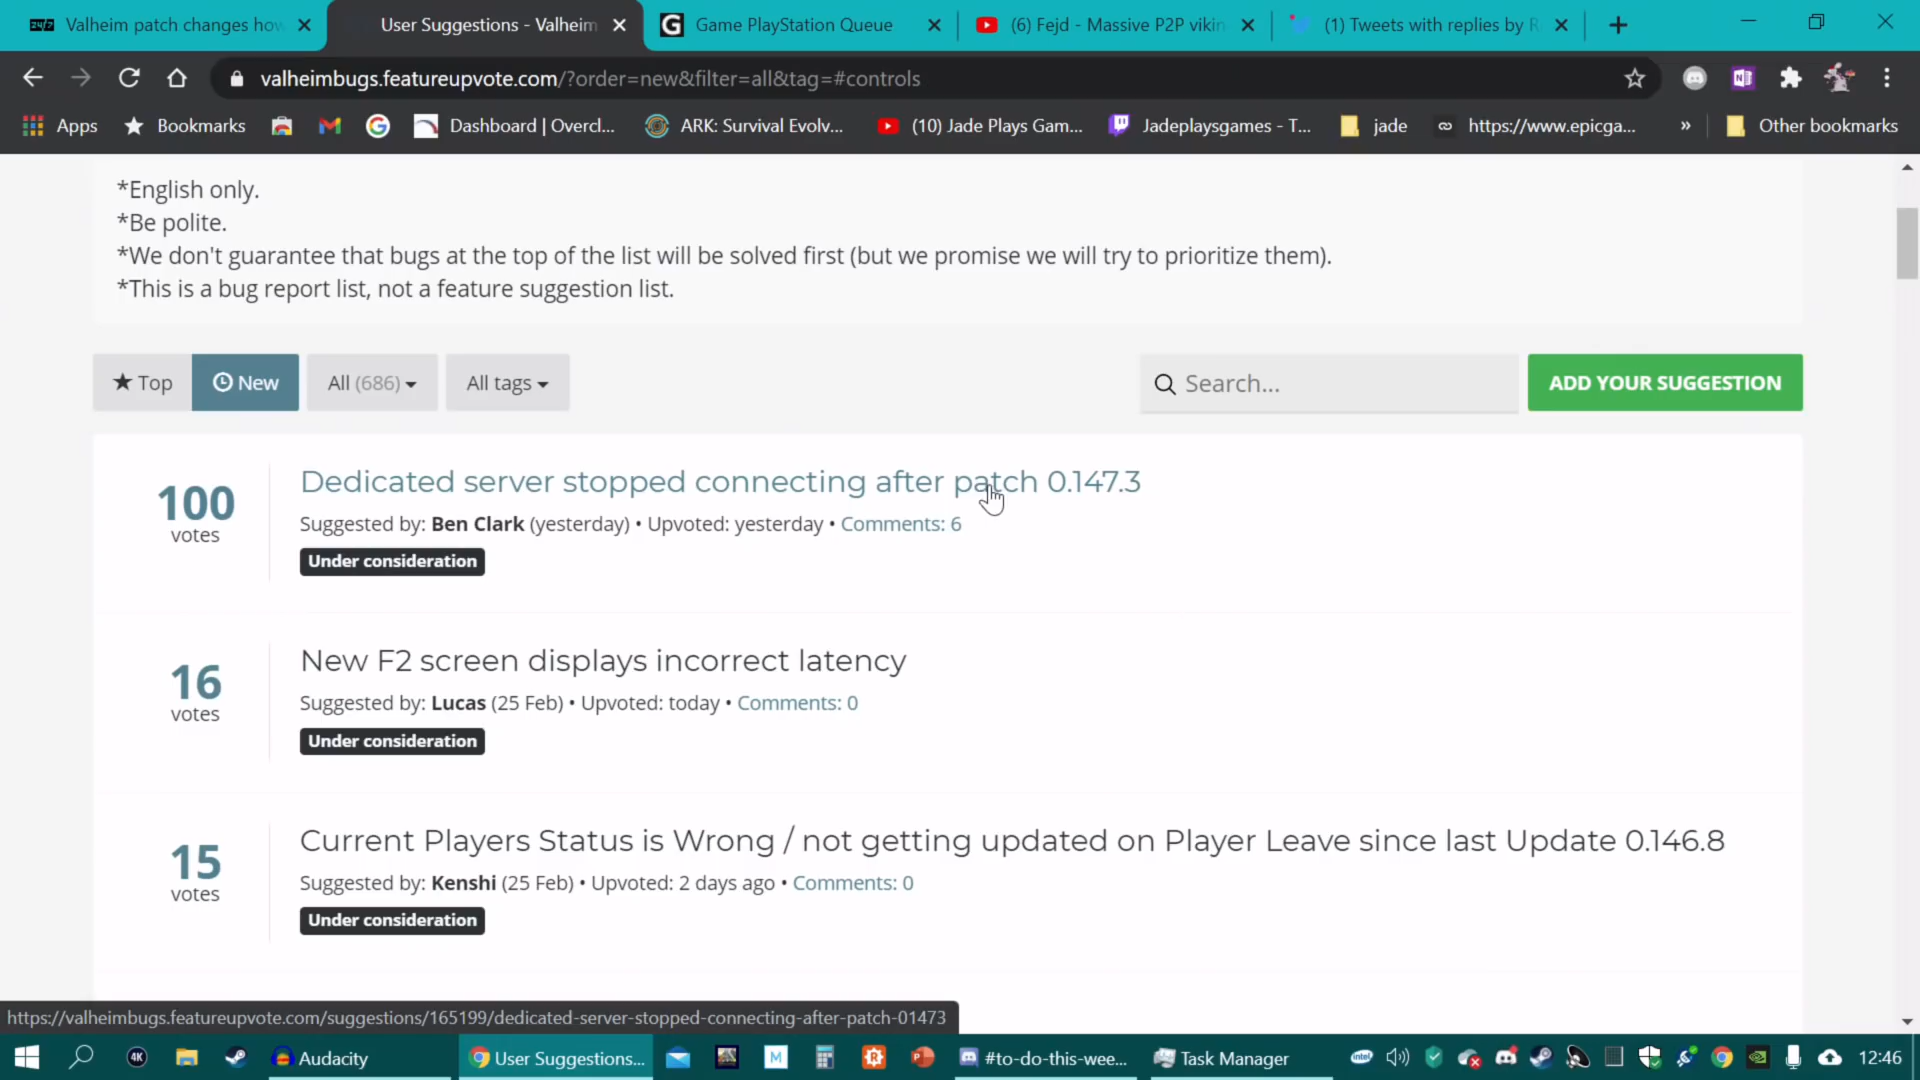 Valheim patch changes how
User Suggestions - Valheim
Game PlayStation Queue
(6) Fejd - Massive P2P vikin
(1) Tweets with replies by R
valheimbugs.featureupvote.com/?order=new&filter=all&tag=#controls
Apps
Bookmarks
Dashboard | Overcl...
ARK: Survival Evolv...
(10) Jade Plays Gam...
Jadeplaysgames - T...
jade
https://www.epicga...
»
Other bookmarks
*English only.
*Be polite.
*We don't guarantee that bugs at the top of the list will be solved first (but we promise we will try to prioritize them).
*This is a bug report list, not a feature suggestion list.
Top
New
All (686)
All tags
Search...
ADD YOUR SUGGESTION
100
votes
Dedicated server stopped connecting after patch 0.147.3
Suggested by: Ben Clark (yesterday) • Upvoted: yesterday • Comments: 6
Under consideration
16
votes
New F2 screen displays incorrect latency
Suggested by: Lucas (25 Feb) • Upvoted: today • Comments: 0
Under consideration
15
votes
Current Players Status is Wrong / not getting updated on Player Leave since last Update 0.146.8
Suggested by: Kenshi (25 Feb) • Upvoted: 2 days ago • Comments: 0
Under consideration
https://valheimbugs.featureupvote.com/suggestions/165199/dedicated-server-stopped-connecting-after-patch-01473
4K
Audacity
User Suggestions...
M
#to-do-this-wee...
Task Manager
intel
12:46